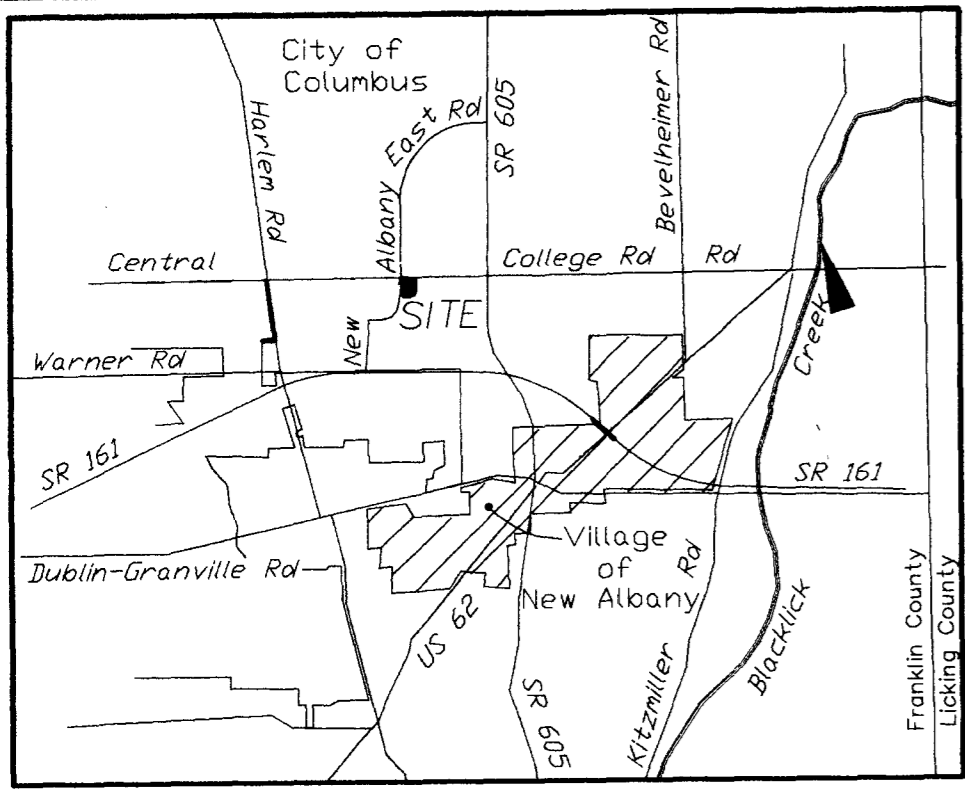 City of
Columbus
Harlem Rd
New Albany East Rd
SR 605
Bevelheimer Rd
Central College Rd
Rd
SITE
Creek
Warner Rd
SR 161
SR 161
Village
of
New Albany
Dublin-Granville Rd
US 62
SR 605
Kitzmiller Rd
Blacklick
Franklin County
Licking County